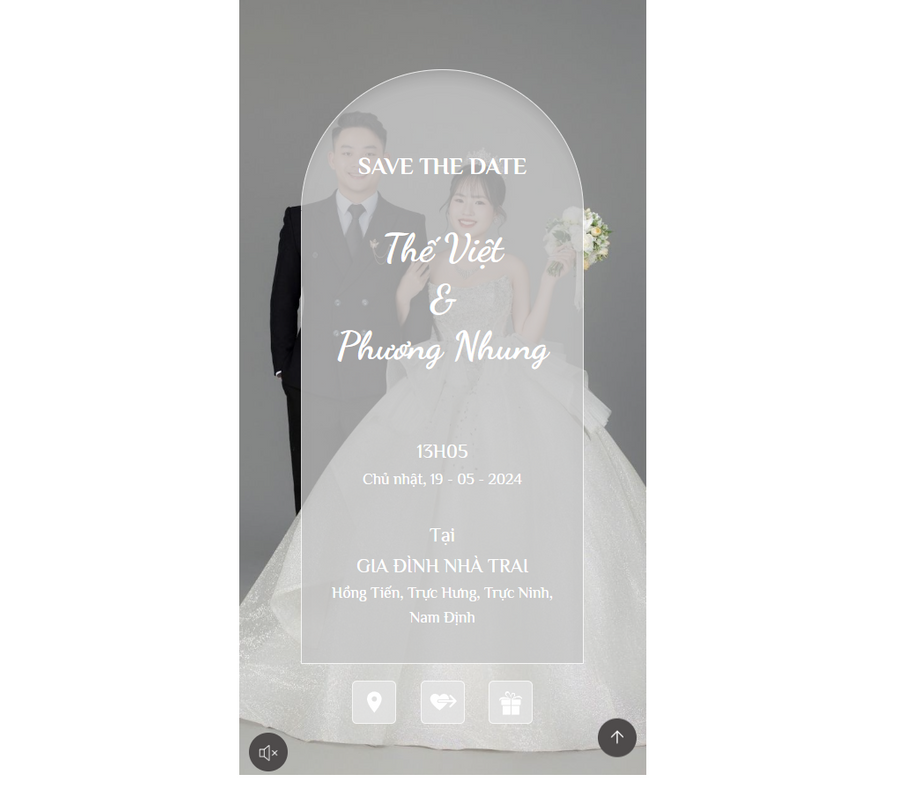 SAVE THE DATE
Thế Việt
&
Phương Nhung
13H05
Chủ nhật, 19 - 05 - 2024
Tại
GIA ĐÌNH NHÀ TRAI
Hồng Tiến, Trực Hưng, Trực Ninh,
Nam Định